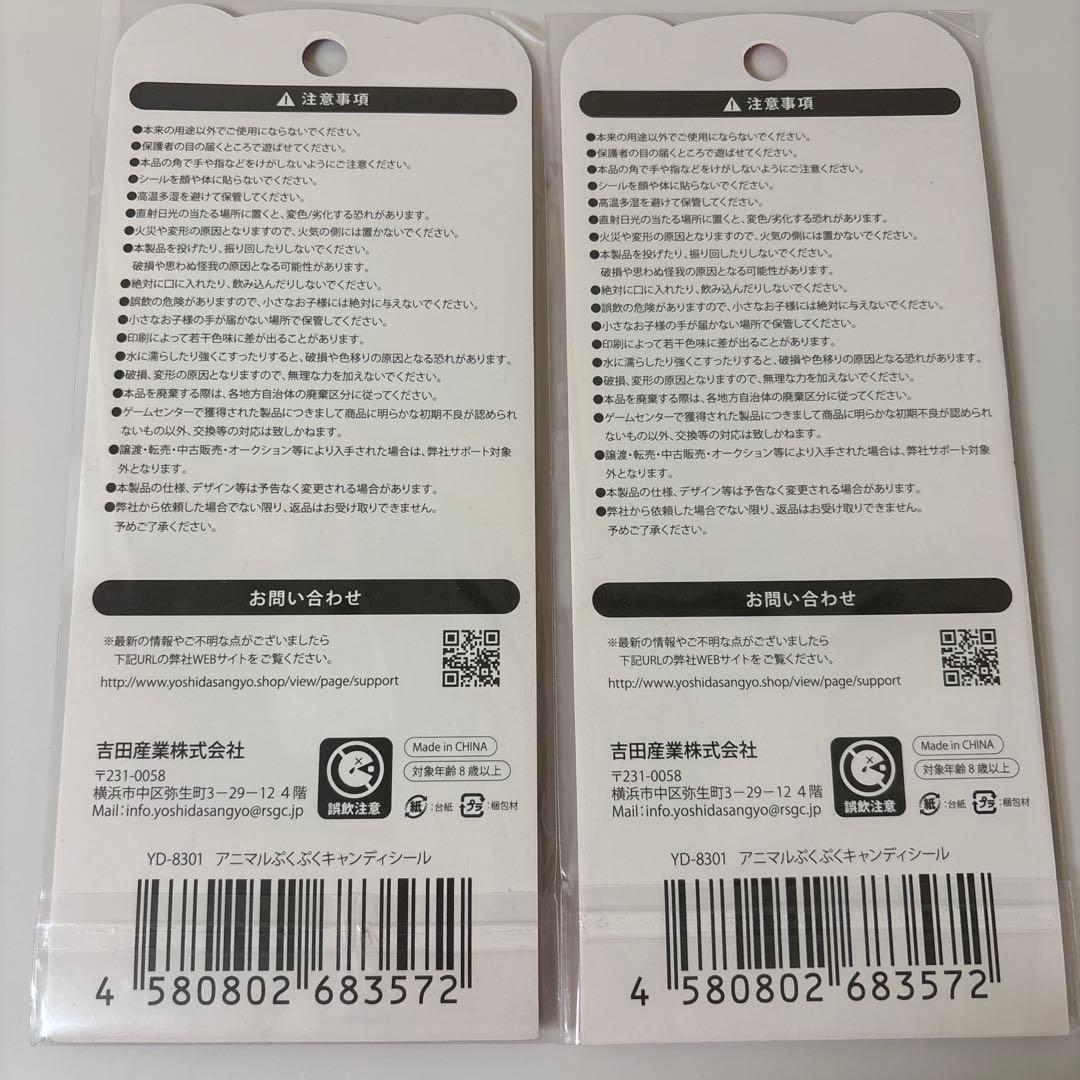 ⚠ 注意事項
●本来の用途以外でご使用にならないでください。
●保護者の目の届くところで遊ばせてください。
●本品の角で手や指などをけがしないようにご注意ください。
●シールを顔や体に貼らないでください。
●高温多湿を避けて保管してください。
●直射日光の当たる場所に置くと、変色/劣化する恐れがあります。
●火災や変形の原因となりますので、火気の側には置かないでください。
●本製品を投げたり、振り回したりしないでください。
破損や思わぬ怪我の原因となる可能性があります。
●絶対に口に入れたり、飲み込んだりしないでください。
●誤飲の危険がありますので、小さなお子様には絶対に与えないでください。
●小さなお子様の手が届かない場所で保管してください。
●印刷によって若干色味に差が出ることがあります。
●水に濡らしたり強くこすったりすると、破損や色移りの原因となる恐れがあります。
●破損、変形の原因となりますので、無理な力を加えないでください。
●本品を廃棄する際は、各地方自治体の廃棄区分に従ってください。
●ゲームセンターで獲得された製品につきまして商品に明らかな初期不良が認められ
ないもの以外、交換等の対応は致しかねます。
●譲渡・転売・中古販売・オークション等により入手された場合は、弊社サポート対象
外となります。
●本製品の仕様、デザイン等は予告なく変更される場合があります。
●弊社から依頼した場合でない限り、返品はお受け取りできません。
予めご了承ください。
お問い合わせ
※最新の情報やご不明な点がございましたら
下記URLの弊社WEBサイトをご覧ください。
http://www.yoshidasangyo.shop/view/page/support
吉田産業株式会社
〒231-0058
横浜市中区弥生町3-29-12 4階
Mail:info.yoshidasangyo@rsgc.jp
誤飲注意
Made in CHINA
対象年齢8歳以上
紙:台紙 プラ:梱包材
YD-8301 アニマルぷくぷくキャンディシール
4 580802 683572
⚠ 注意事項
●本来の用途以外でご使用にならないでください。
●保護者の目の届くところで遊ばせてください。
●本品の角で手や指などをけがしないようにご注意ください。
●シールを顔や体に貼らないでください。
●高温多湿を避けて保管してください。
●直射日光の当たる場所に置くと、変色/劣化する恐れがあります。
●火災や変形の原因となりますので、火気の側には置かないでください。
●本製品を投げたり、振り回したりしないでください。
破損や思わぬ怪我の原因となる可能性があります。
●絶対に口に入れたり、飲み込んだりしないでください。
●誤飲の危険がありますので、小さなお子様には絶対に与えないでください。
●小さなお子様の手が届かない場所で保管してください。
●印刷によって若干色味に差が出ることがあります。
●水に濡らしたり強くこすったりすると、破損や色移りの原因となる恐れがあります。
●破損、変形の原因となりますので、無理な力を加えないでください。
●本品を廃棄する際は、各地方自治体の廃棄区分に従ってください。
●ゲームセンターで獲得された製品につきまして商品に明らかな初期不良が認められ
ないもの以外、交換等の対応は致しかねます。
●譲渡・転売・中古販売・オークション等により入手された場合は、弊社サポート対象
外となります。
●本製品の仕様、デザイン等は予告なく変更される場合があります。
●弊社から依頼した場合でない限り、返品はお受け取りできません。
予めご了承ください。
お問い合わせ
※最新の情報やご不明な点がございましたら
下記URLの弊社WEBサイトをご覧ください。
http://www.yoshidasangyo.shop/view/page/support
吉田産業株式会社
〒231-0058
横浜市中区弥生町3-29-12 4階
Mail:info.yoshidasangyo@rsgc.jp
誤飲注意
Made in CHINA
対象年齢8歳以上
紙:台紙 プラ:梱包材
YD-8301 アニマルぷくぷくキャンディシール
4 580802 683572